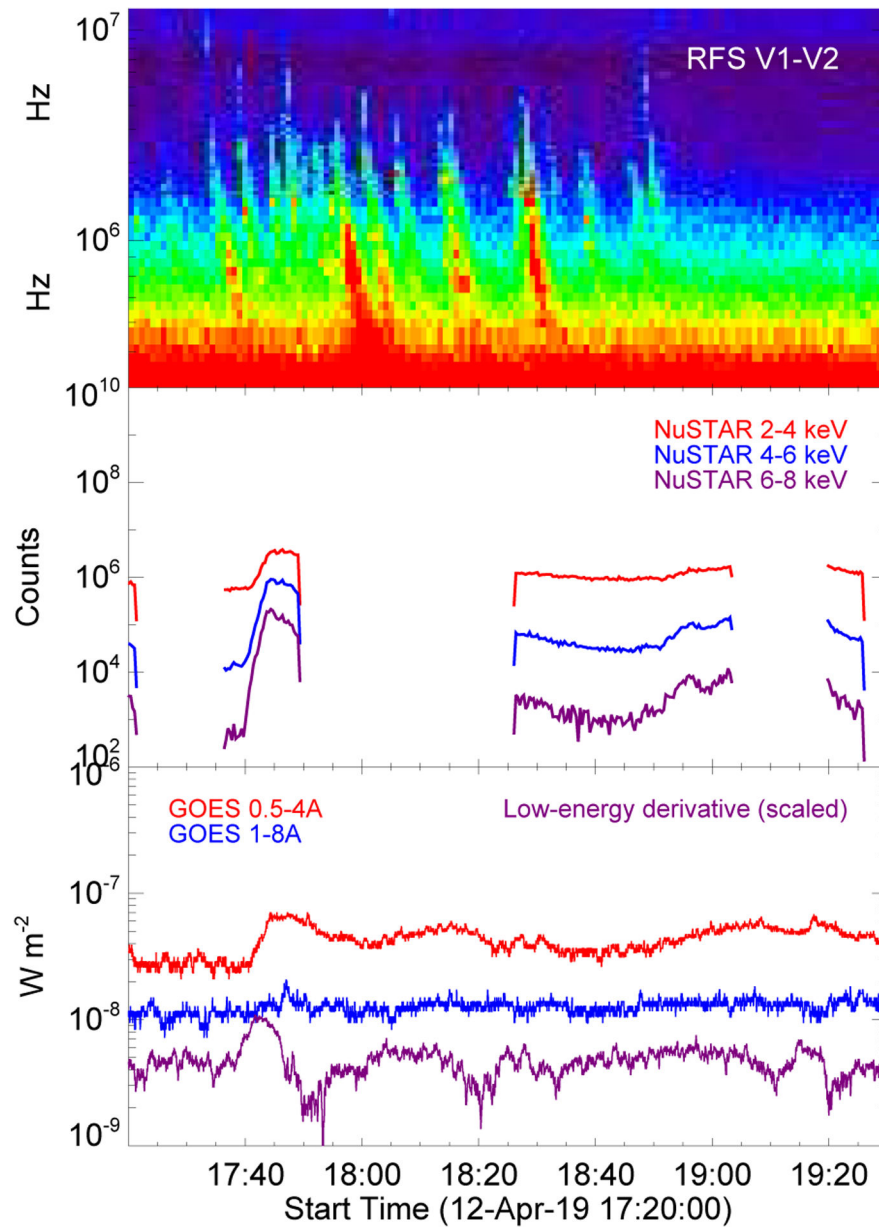 10⁷
RFS V1-V2
Hz
10⁶
Hz
10¹⁰
NuSTAR 2-4 keV
NuSTAR 4-6 keV
NuSTAR 6-8 keV
10⁸
Counts
10⁶
10⁴
10²
10⁻⁶
GOES 0.5-4A
GOES 1-8A
Low-energy derivative (scaled)
10⁻⁷
W m⁻²
10⁻⁸
10⁻⁹
17:40 18:00 18:20 18:40 19:00 19:20
Start Time (12-Apr-19 17:20:00)